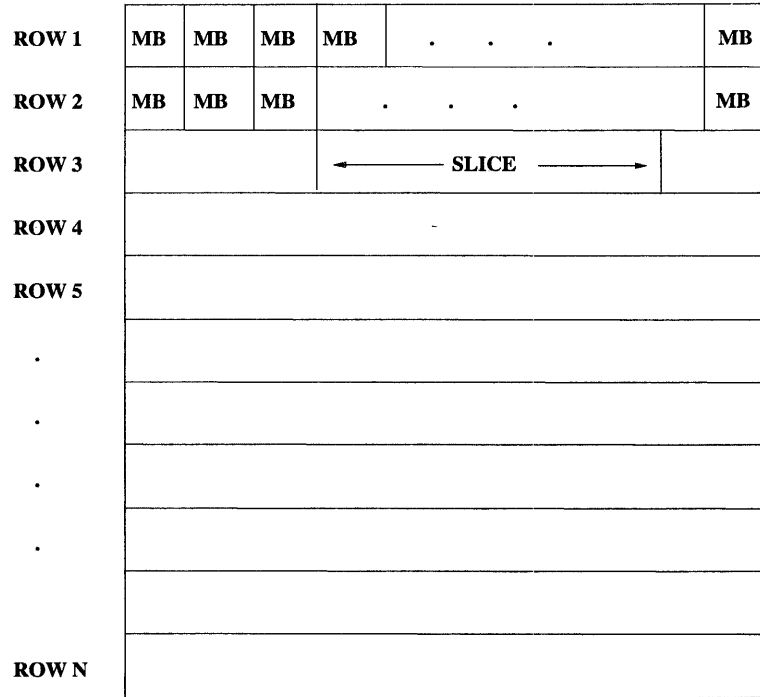 ROW 1 MB MB MB MB . . . MB
ROW 2 MB MB MB . . . MB
ROW 3 SLICE
ROW 4
ROW 5
.
.
.
.
ROW N